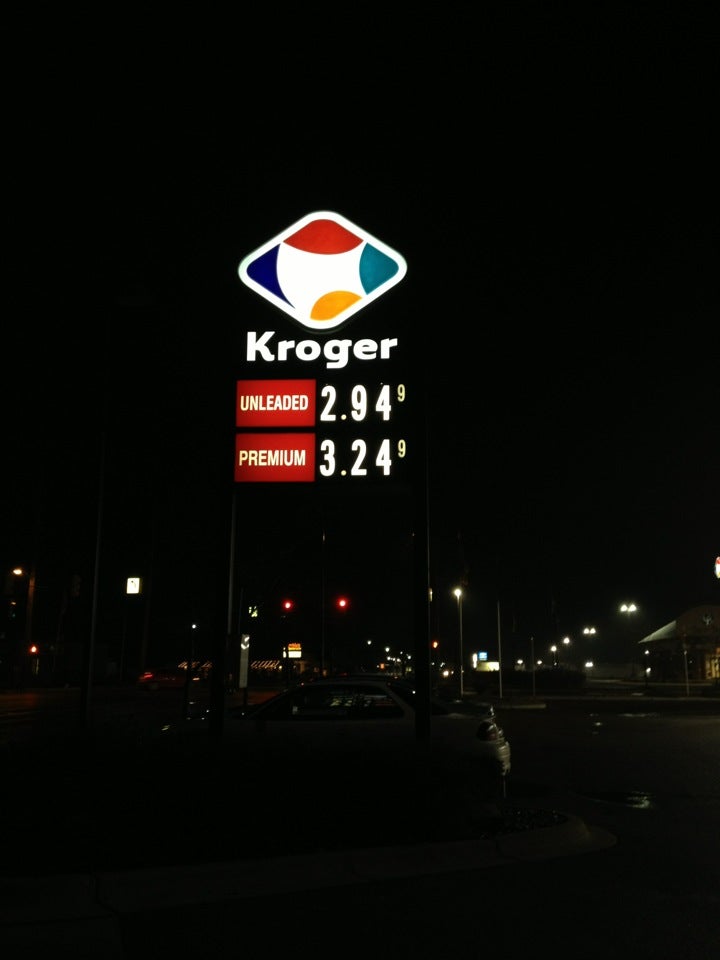 Kroger
UNLEADED 2.94 9
PREMIUM 3.24 9